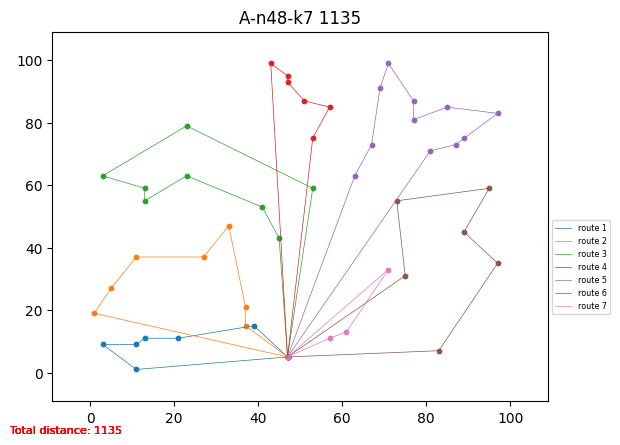 A-n48-k7 1135
100
80
60
40
20
0
0 20 40 60 80 100
route 1
route 2
route 3
route 4
route 5
route 6
route 7
Total distance: 1135